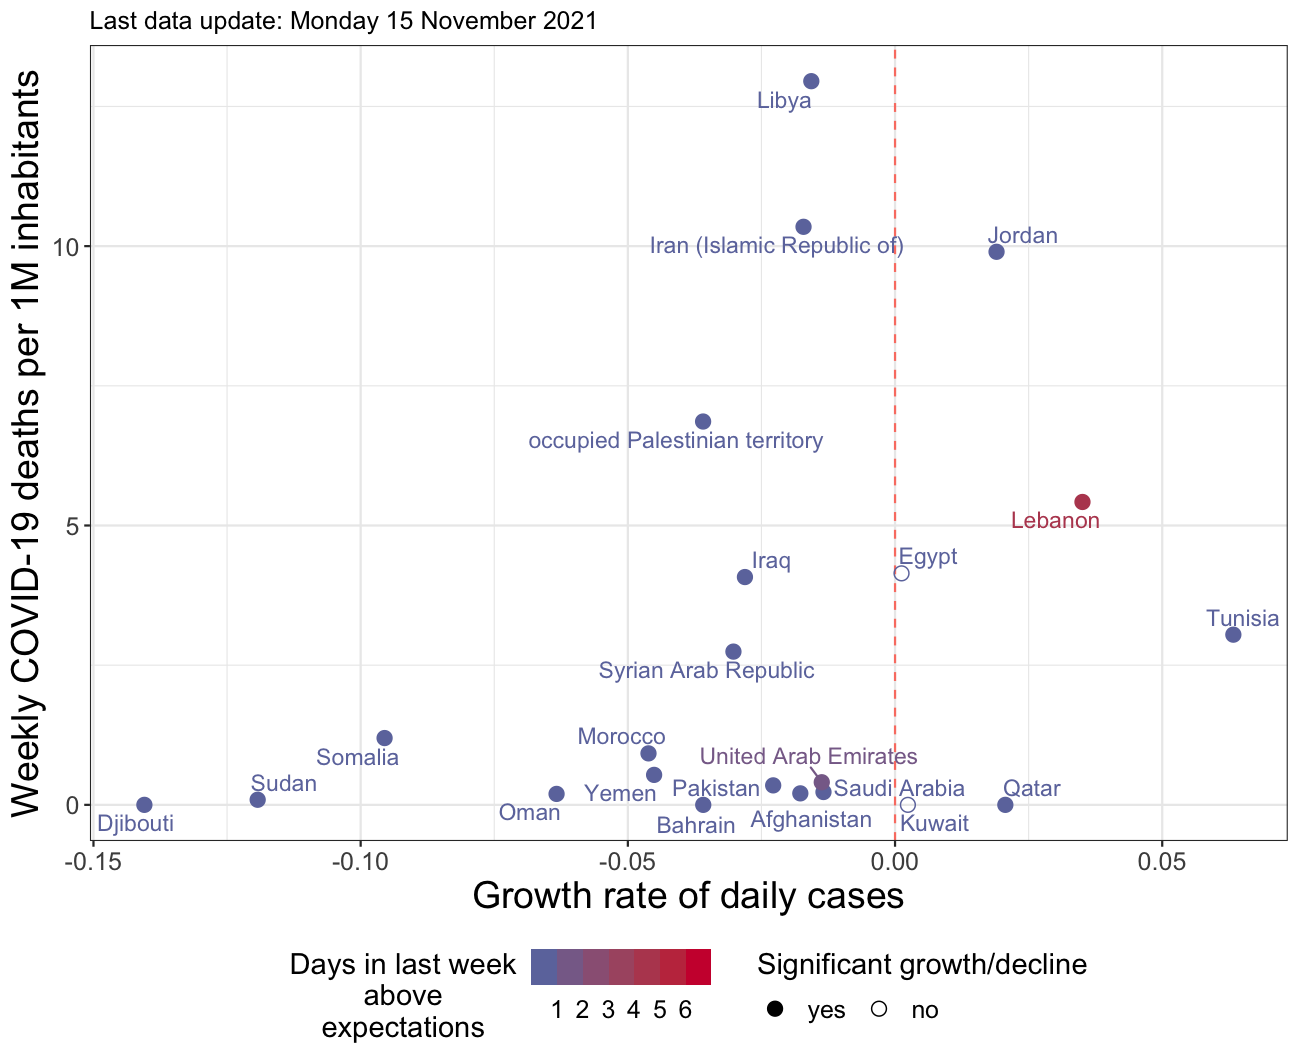 Last data update: Monday 15 November 2021
Weekly COVID-19 deaths per 1M inhabitants
10
5
0
Libya
Iran (Islamic Republic of)
Jordan
occupied Palestinian territory
Lebanon
Egypt
Iraq
Tunisia
Syrian Arab Republic
Morocco
Somalia
United Arab Emirates
Sudan
Yemen
Pakistan
Saudi Arabia
Qatar
Oman
Djibouti
Bahrain
Afghanistan
Kuwait
-0.15
-0.10
-0.05
0.00
0.05
Growth rate of daily cases
Days in last week
above
expectations
1 2 3 4 5 6
Significant growth/decline
yes
no